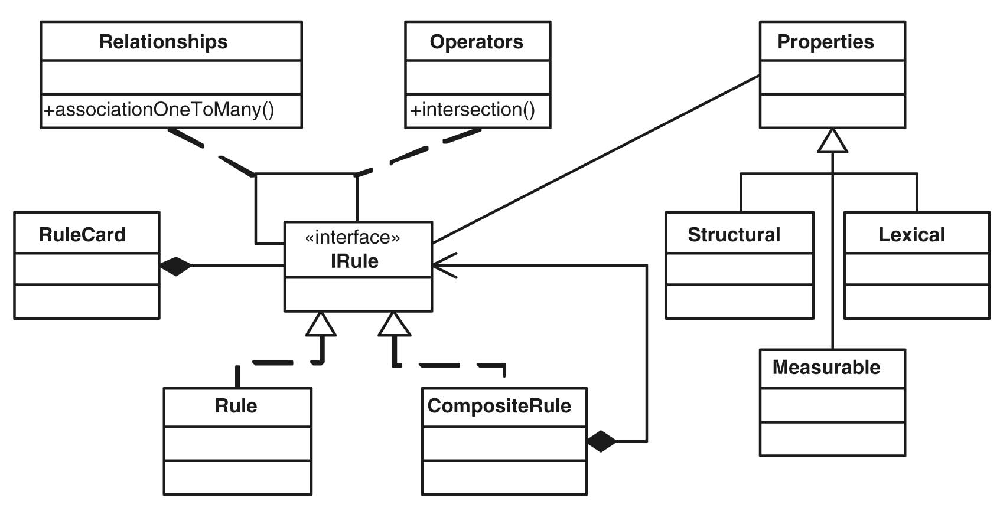 Relationships
+associationOneToMany()
Operators
+intersection()
Properties
RuleCard
«interface»
IRule
Structural
Lexical
Rule
CompositeRule
Measurable